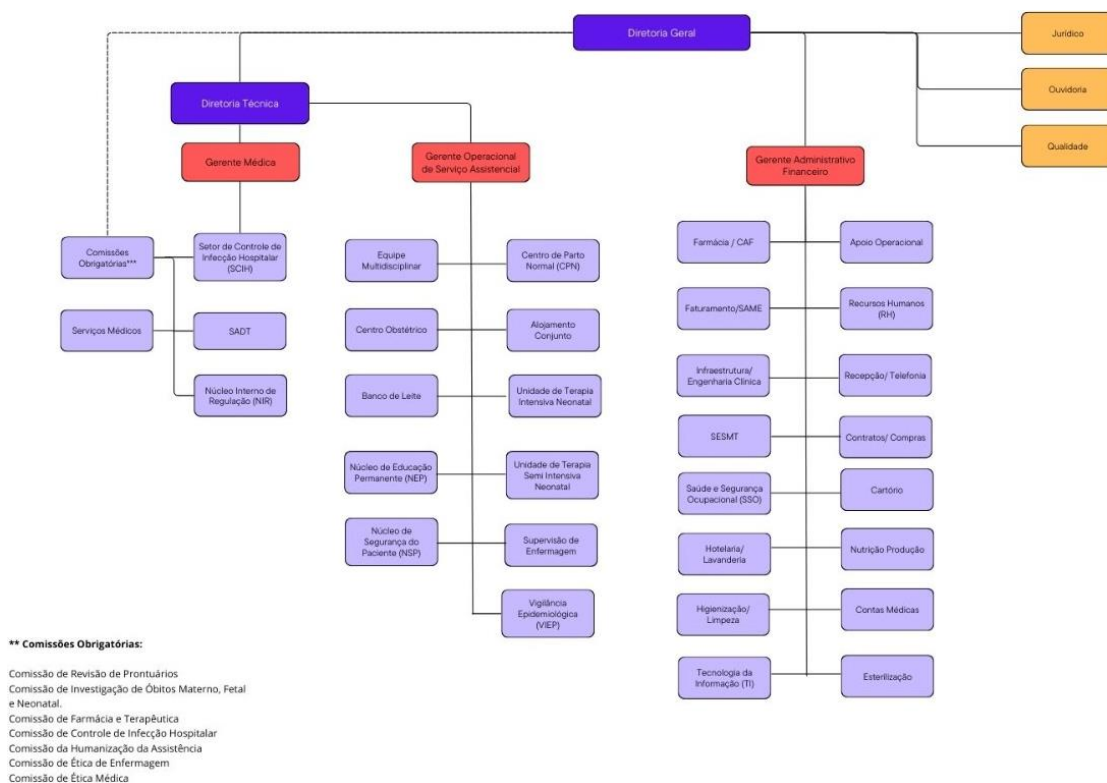 Diretoria Geral
Jurídico
Ouvidoria
Qualidade
Diretoria Técnica
Gerente Médica
Gerente Operacional
de Serviço Assistencial
Gerente Administrativo
Financeiro
Comissões
Obrigatórias***
Setor de Controle de
Infecção Hospitalar
(SCIH)
Serviços Médicos
SADT
Núcleo Interno de
Regulação (NIR)
Equipe
Multidisciplinar
Centro de Parto
Normal (CPN)
Centro Obstétrico
Alojamento
Conjunto
Banco de Leite
Unidade de Terapia
Intensiva Neonatal
Núcleo de Educação
Permanente (NEP)
Unidade de Terapia
Semi Intensiva
Neonatal
Núcleo de
Segurança do
Paciente (NSP)
Supervisão de
Enfermagem
Vigilância
Epidemiológica
(VIEP)
Farmácia / CAF
Apoio Operacional
Faturamento/SAME
Recursos Humanos
(RH)
Infraestrutura/
Engenharia Clínica
Recepção/ Telefonia
SESMT
Contratos/ Compras
Saúde e Segurança
Ocupacional (SSO)
Cartório
Hotelaria/
Lavanderia
Nutrição Produção
Higienização/
Limpeza
Contas Médicas
Tecnologia da
Informação (TI)
Esterilização
** Comissões Obrigatórias:
Comissão de Revisão de Prontuários
Comissão de Investigação de Óbitos Materno, Fetal
e Neonatal.
Comissão de Farmácia e Terapêutica
Comissão de Controle de Infecção Hospitalar
Comissão da Humanização da Assistência
Comissão de Ética de Enfermagem
Comissão de Ética Médica